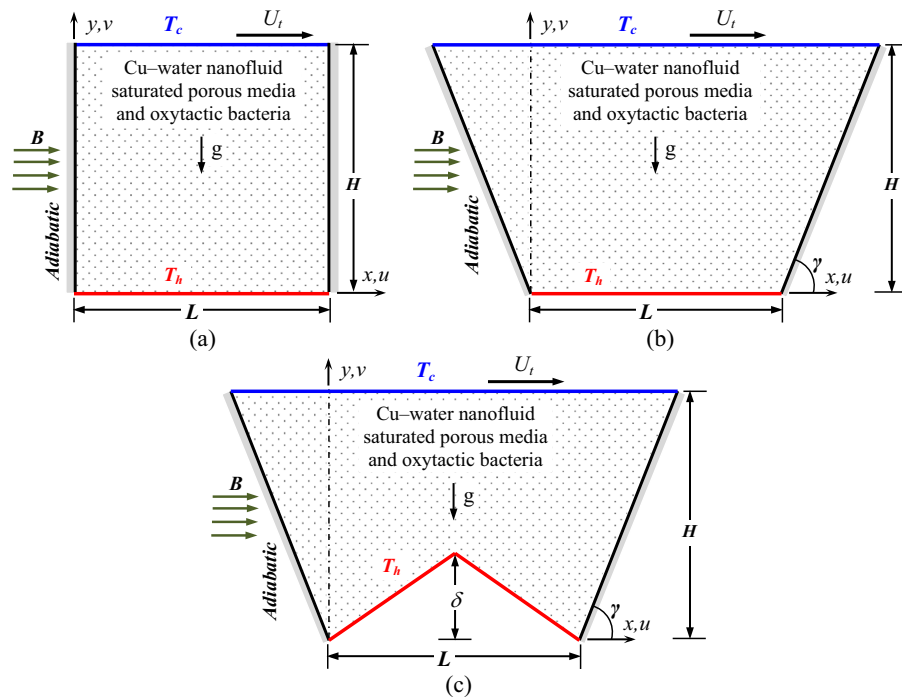 y,v
T_c
U_t
Cu–water nanofluid
saturated porous media
and oxytactic bacteria
B
g
H
Adiabatic
T_h
x,u
L
(a)
y,v
T_c
U_t
Cu–water nanofluid
saturated porous media
and oxytactic bacteria
B
g
H
Adiabatic
T_h
γ
x,u
L
(b)
y,v
T_c
U_t
Cu–water nanofluid
saturated porous media
and oxytactic bacteria
B
g
H
Adiabatic
T_h
δ
γ
x,u
L
(c)